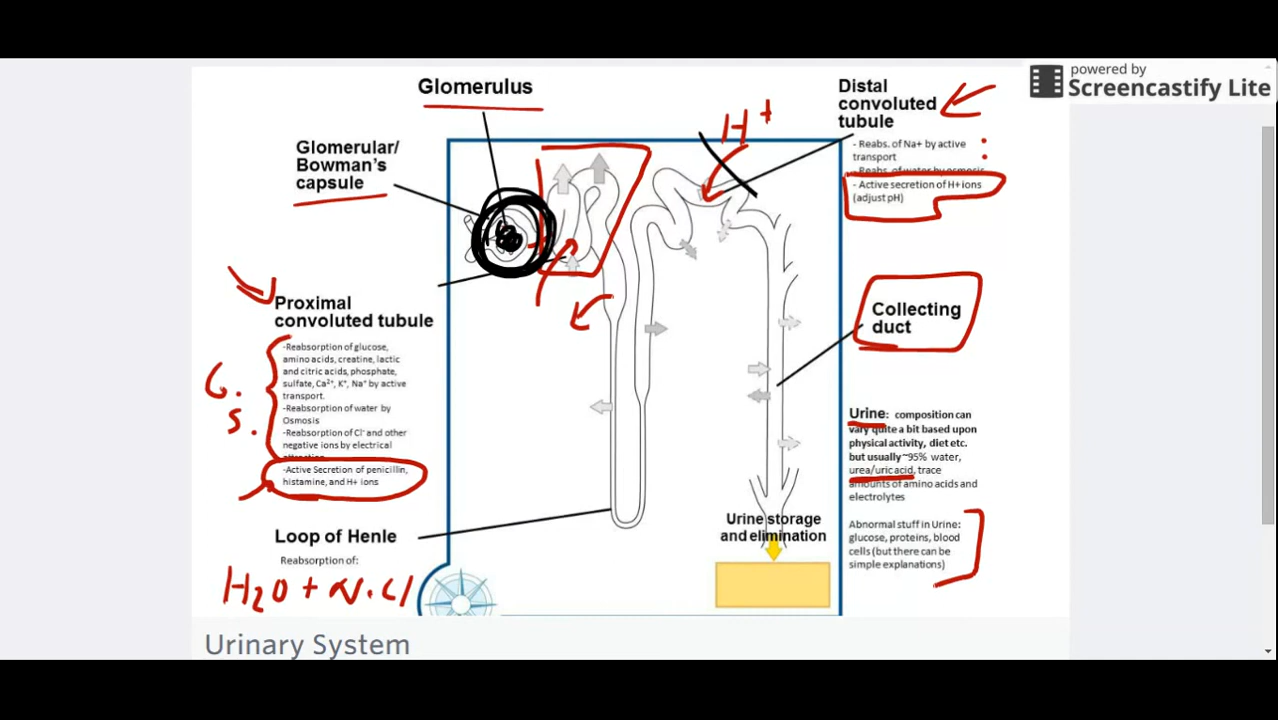 powered by
Screencastify Lite
Glomerulus
Distal
convoluted
tubule
H+
- Reabs. of Na+ by active
transport
- Reabs. of water by osmosis
- Active secretion of H+ ions
(adjust pH)
Glomerular/
Bowman's
capsule
Proximal
convoluted tubule
-Reabsorption of glucose,
amino acids, creatine, lactic
and citric acids, phosphate,
sulfate, Ca²⁺, K⁺, Na⁺ by active
transport.
-Reabsorption of water by
Osmosis
-Reabsorption of Cl⁻ and other
negative ions by electrical
attraction
-Active Secretion of penicillin,
histamine, and H+ ions
G.
S.
Collecting
duct
Urine: composition can
vary quite a bit based upon
physical activity, diet etc.
but usually ~95% water,
urea/uric acid, trace
amounts of amino acids and
electrolytes
Abnormal stuff in Urine:
glucose, proteins, blood
cells (but there can be
simple explanations)
Loop of Henle
Reabsorption of:
H2O +
Urine storage
and elimination
Urinary System